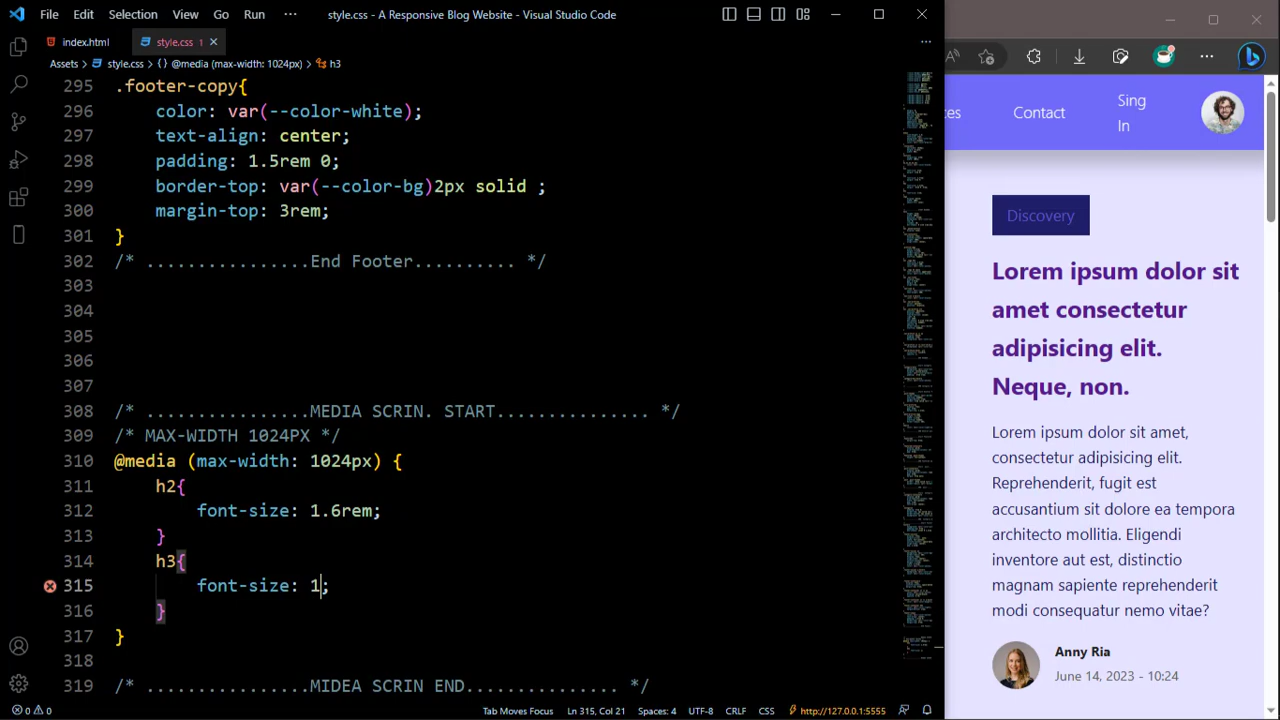 File Edit Selection View Go Run ··· style.css - A Responsive Blog Website - Visual Studio Code
index.html style.css 1
Assets > style.css > { } @media (max-width: 1024px) > h3
295 .footer-copy{
296 color: var(--color-white);
297 text-align: center;
298 padding: 1.5rem 0;
299 border-top: var(--color-bg)2px solid ;
300 margin-top: 3rem;
301 }
302 /* ................End Footer.......... */
303
304
305
306
307
308 /* ................MEDIA SCRIN. START............... */
309 /* MAX-WIDTH 1024PX */
310 @media (max-width: 1024px) {
311 h2{
312 font-size: 1.6rem;
313 }
314 h3{
315 font-size: 1;
316 }
317 }
318
319 /* ................MIDEA SCRIN END............... */
0 0 Tab Moves Focus Ln 315, Col 21 Spaces: 4 UTF-8 CRLF CSS http://127.0.0.1:5555
ces Contact Sing
In
Discovery
Lorem ipsum dolor sit
amet consectetur
adipisicing elit.
Neque, non.
Lorem ipsum dolor sit amet,
consectetur adipisicing elit.
Reprehenderit, fugit est
accusantium ut dolore ea tempora
architecto maxime. Eligendi
inventore animi, distinctio
magnam saepe reprehenderit
modi consectetur nemo vitae?
Anny Ria
June 14, 2023 - 10:24